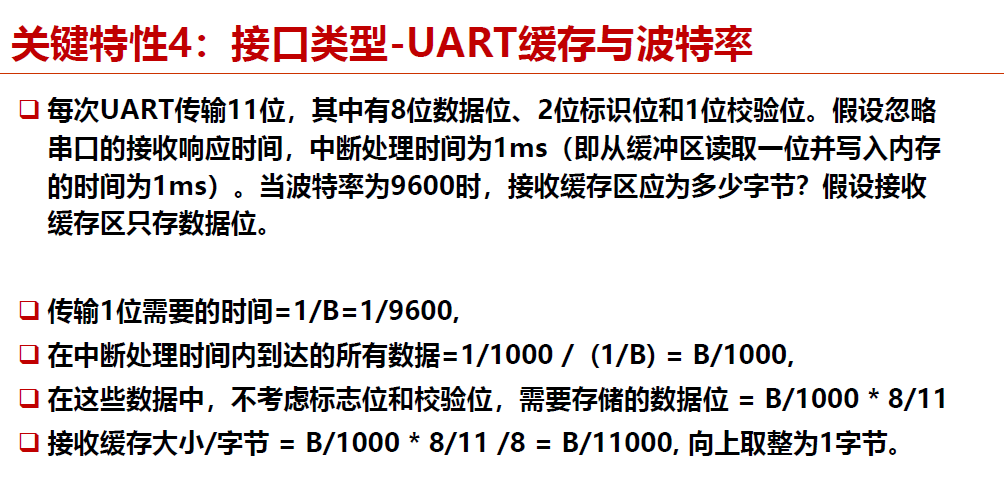 关键特性4：接口类型-UART缓存与波特率
每次UART传输11位，其中有8位数据位、2位标识位和1位校验位。假设忽略
串口的接收响应时间，中断处理时间为1ms（即从缓冲区读取一位并写入内存
的时间为1ms）。当波特率为9600时，接收缓存区应为多少字节？假设接收
缓存区只存数据位。
传输1位需要的时间=1/B=1/9600,
在中断处理时间内到达的所有数据=1/1000 /（1/B) = B/1000,
在这些数据中，不考虑标志位和校验位，需要存储的数据位 = B/1000 * 8/11
接收缓存大小/字节 = B/1000 * 8/11 /8 = B/11000, 向上取整为1字节。